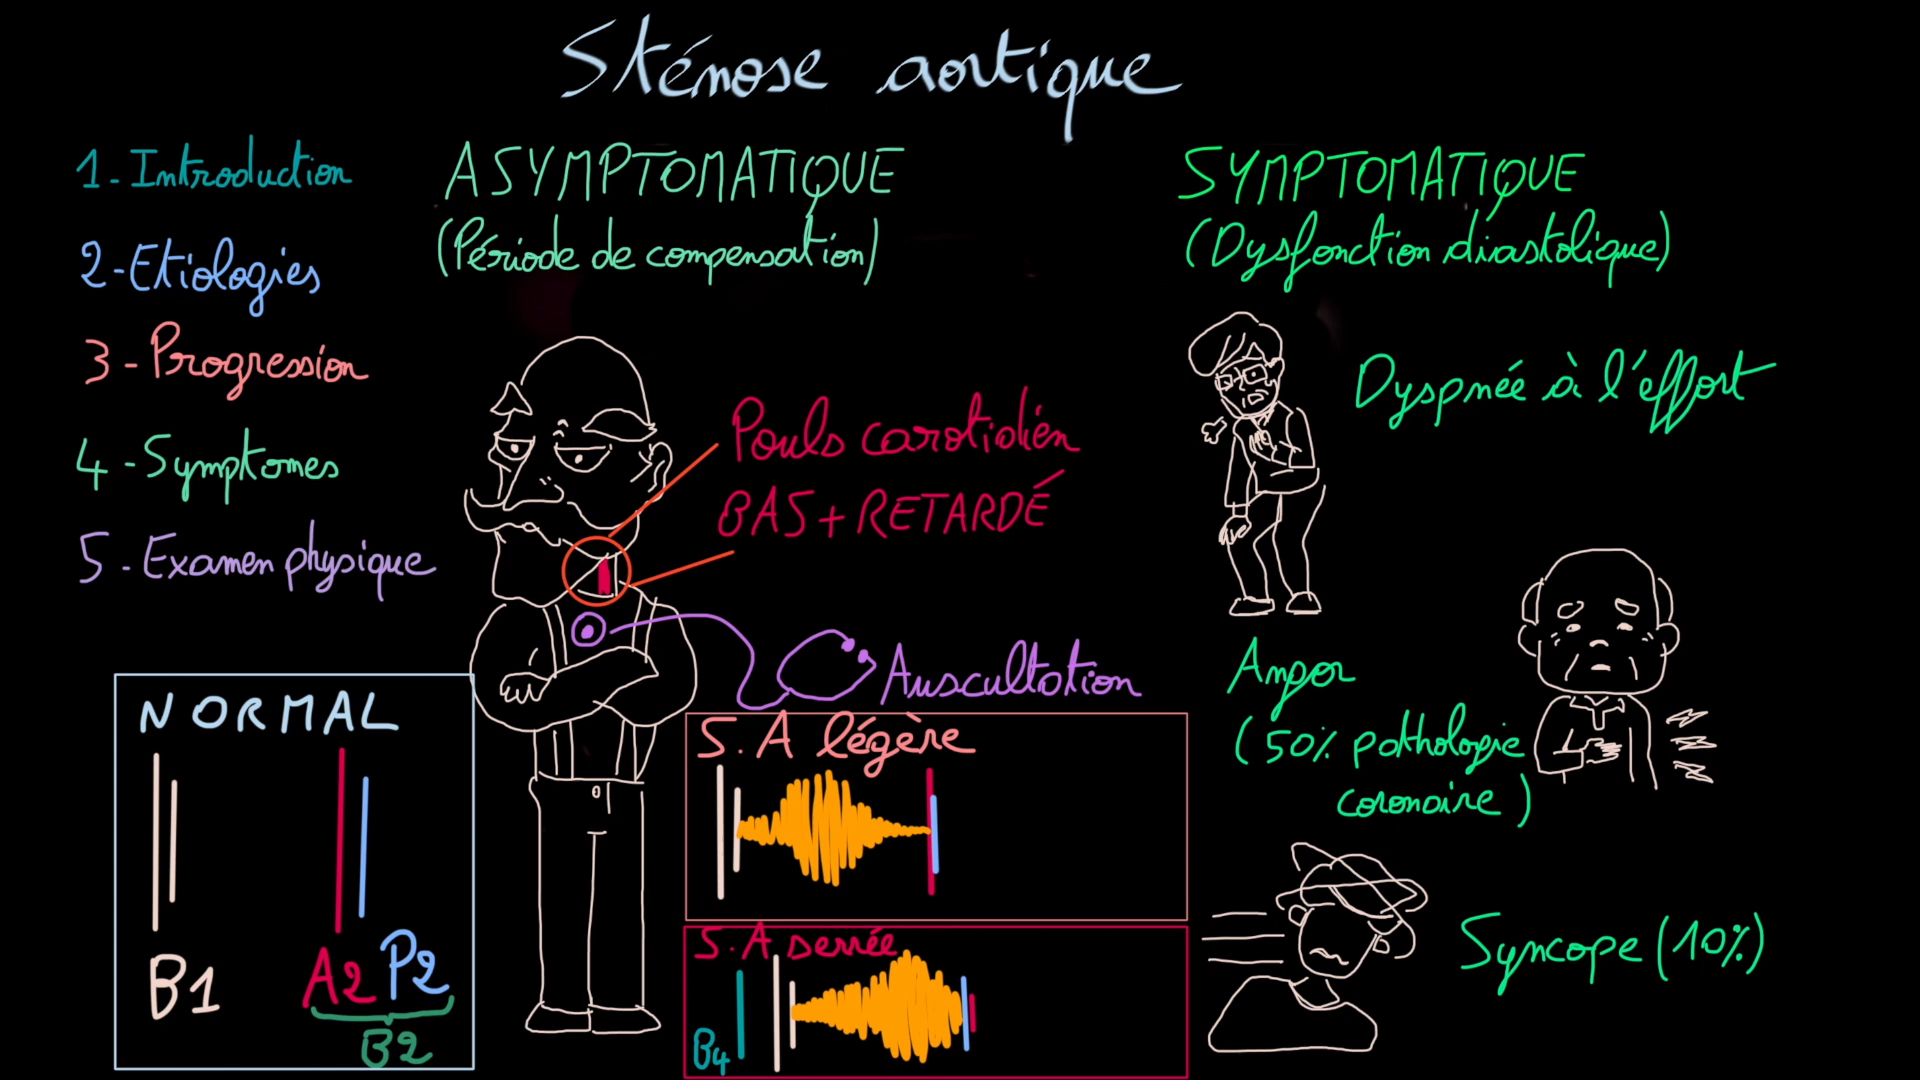 Sténose aortique
1-Introduction
2-Etiologies
3-Progression
4-Symptomes
5-Examen physique
ASYMPTOMATIQUE
(Période de compensation)
Pouls carotidien
BAS+RETARDÉ
Auscultation
NORMAL
B1
A2 P2
B2
S.A légère
S.A serrée
B4
SYMPTOMATIQUE
(Dysfonction diastolique)
Dyspnée à l'effort
Angor
(50% pathologie
coronaire)
Syncope (10%)